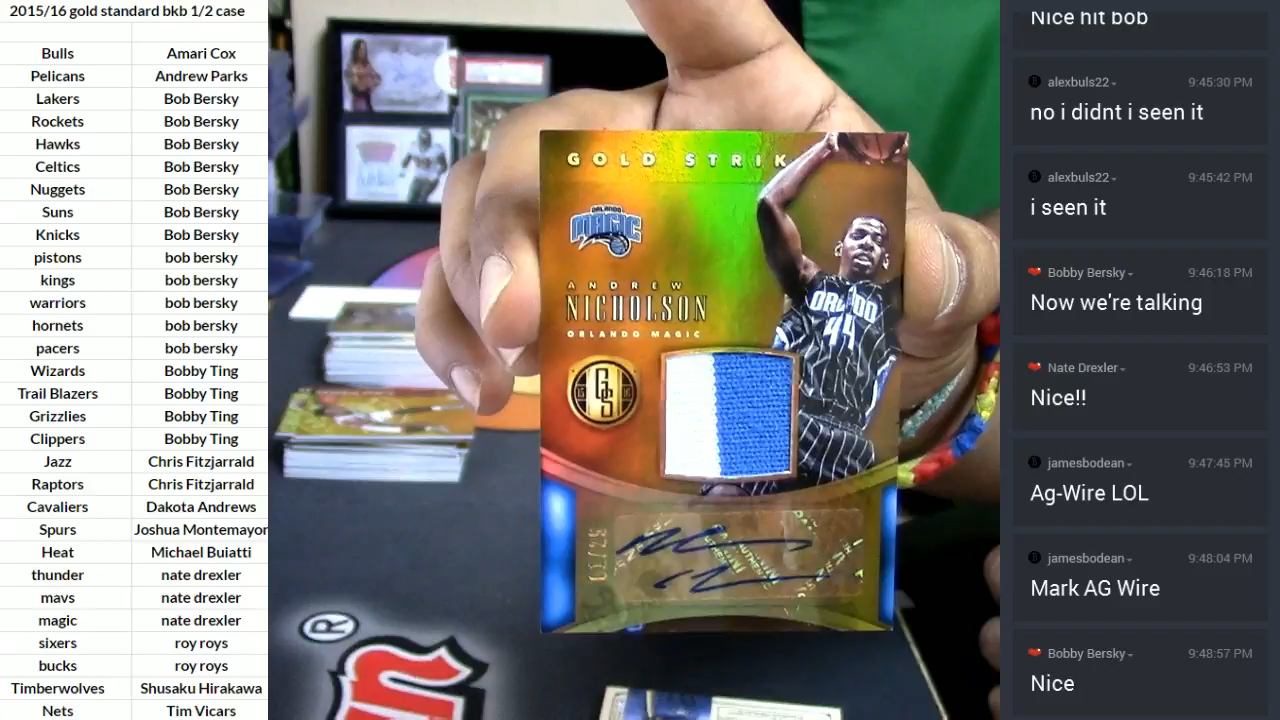 2015/16 gold standard bkb 1/2 case
Bulls Amari Cox
Pelicans Andrew Parks
Lakers Bob Bersky
Rockets Bob Bersky
Hawks Bob Bersky
Celtics Bob Bersky
Nuggets Bob Bersky
Suns Bob Bersky
Knicks Bob Bersky
pistons bob bersky
kings bob bersky
warriors bob bersky
hornets bob bersky
pacers bob bersky
Wizards Bobby Ting
Trail Blazers Bobby Ting
Grizzlies Bobby Ting
Clippers Bobby Ting
Jazz Chris Fitzjarrald
Raptors Chris Fitzjarrald
Cavaliers Dakota Andrews
Spurs Joshua Montemayor
Heat Michael Buiatti
thunder nate drexler
mavs nate drexler
magic nate drexler
sixers roy roys
bucks roy roys
Timberwolves Shusaku Hirakawa
Nets Tim Vicars
GOLD STRIK
ORLANDO
MAGIC
ANDREW
NICHOLSON
ORLANDO MAGIC
GS
ORLANDO
44
®
Nice hit bob
alexbuls22 9:45:30 PM
no i didnt i seen it
alexbuls22 9:45:42 PM
i seen it
Bobby Bersky 9:46:18 PM
Now we're talking
Nate Drexler 9:46:53 PM
Nice!!
jamesbodean 9:47:45 PM
Ag-Wire LOL
jamesbodean 9:48:04 PM
Mark AG Wire
Bobby Bersky 9:48:57 PM
Nice